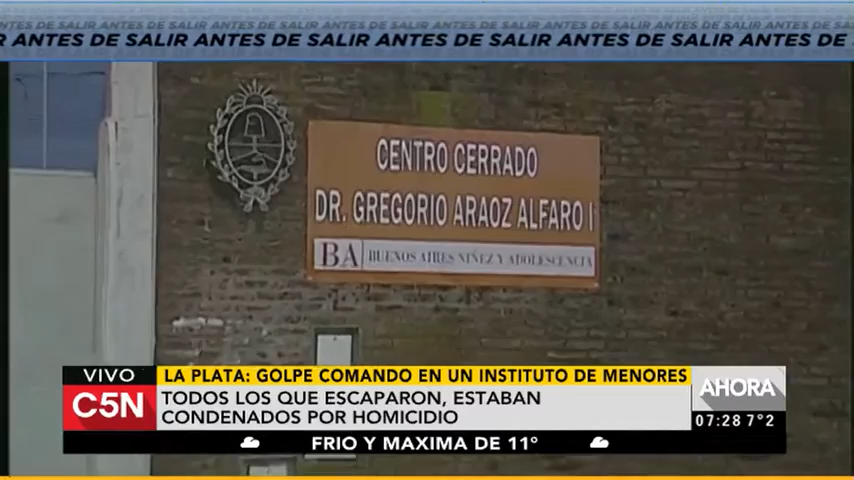 ANTES DE SALIR ANTES DE SALIR ANTES DE SALIR ANTES DE SALIR ANTES DE
CENTRO CERRADO
DR. GREGORIO ARAOZ ALFARO I
BA BUENOS AIRES NIÑEZ Y ADOLESCENCIA
VIVO
LA PLATA: GOLPE COMANDO EN UN INSTITUTO DE MENORES
C5N
TODOS LOS QUE ESCAPARON, ESTABAN
CONDENADOS POR HOMICIDIO
AHORA
07:28 7°2
FRIO Y MAXIMA DE 11°